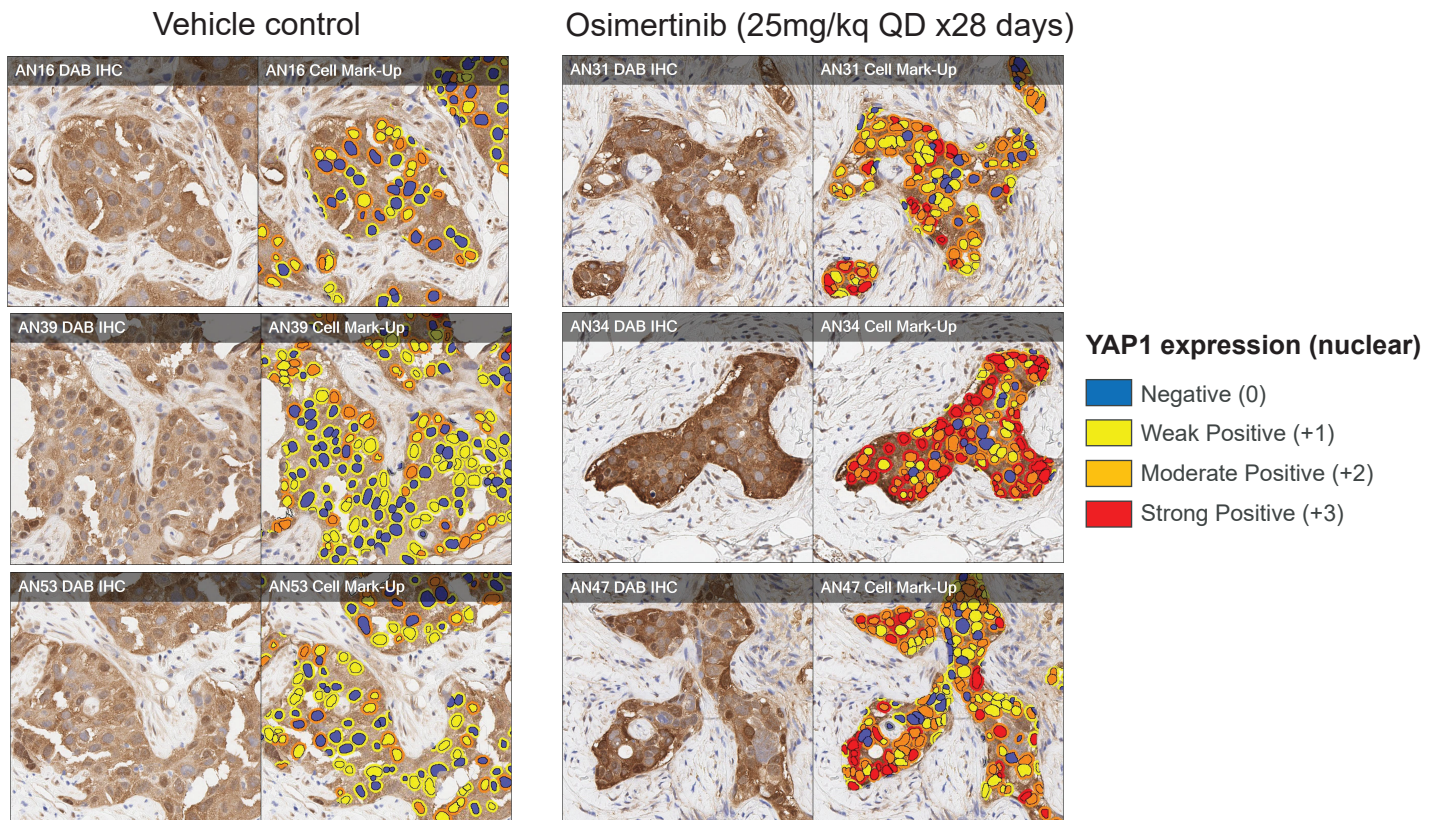 Vehicle control
Osimertinib (25mg/kq QD x28 days)
AN16 DAB IHC
AN16 Cell Mark-Up
AN31 DAB IHC
AN31 Cell Mark-Up
AN39 DAB IHC
AN39 Cell Mark-Up
AN34 DAB IHC
AN34 Cell Mark-Up
YAP1 expression (nuclear)
Negative (0)
Weak Positive (+1)
Moderate Positive (+2)
Strong Positive (+3)
AN53 DAB IHC
AN53 Cell Mark-Up
AN47 DAB IHC
AN47 Cell Mark-Up